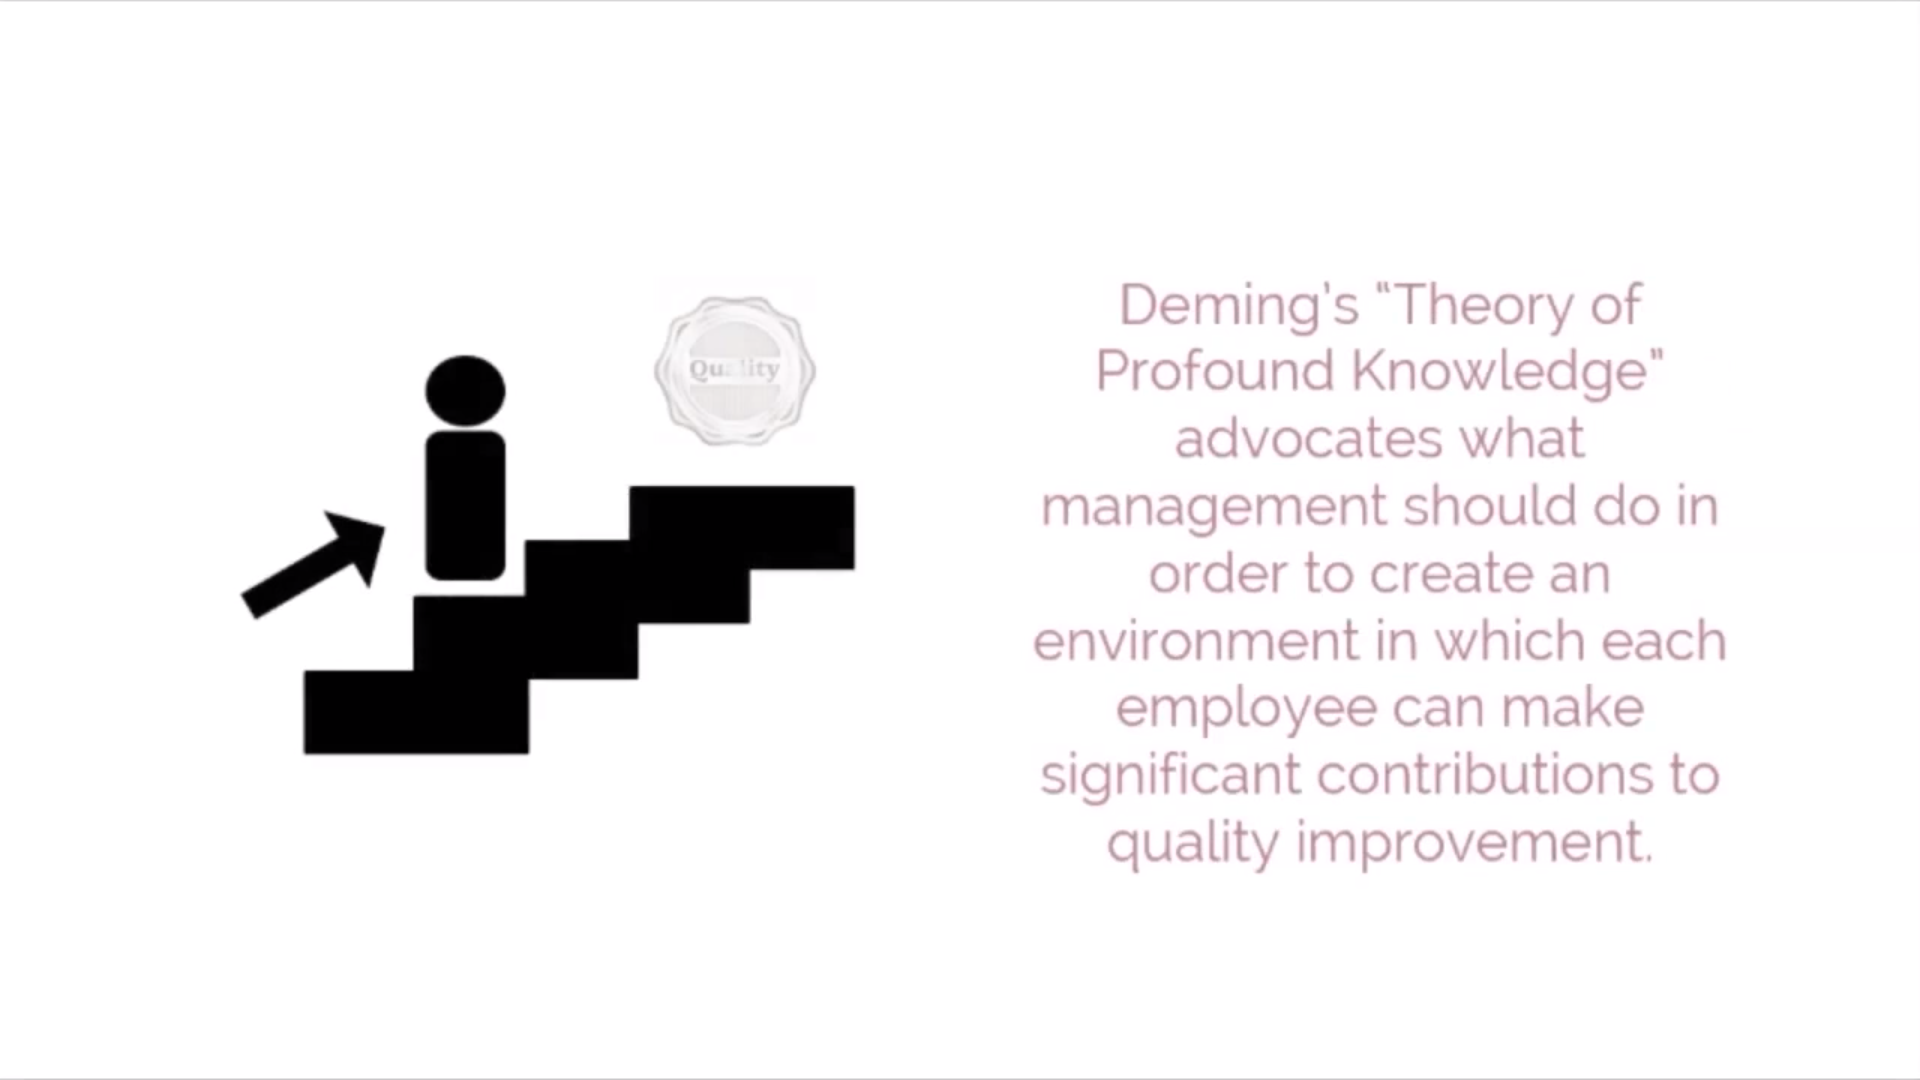 Quality
Deming's “Theory of
Profound Knowledge”
advocates what
management should do in
order to create an
environment in which each
employee can make
significant contributions to
quality improvement.